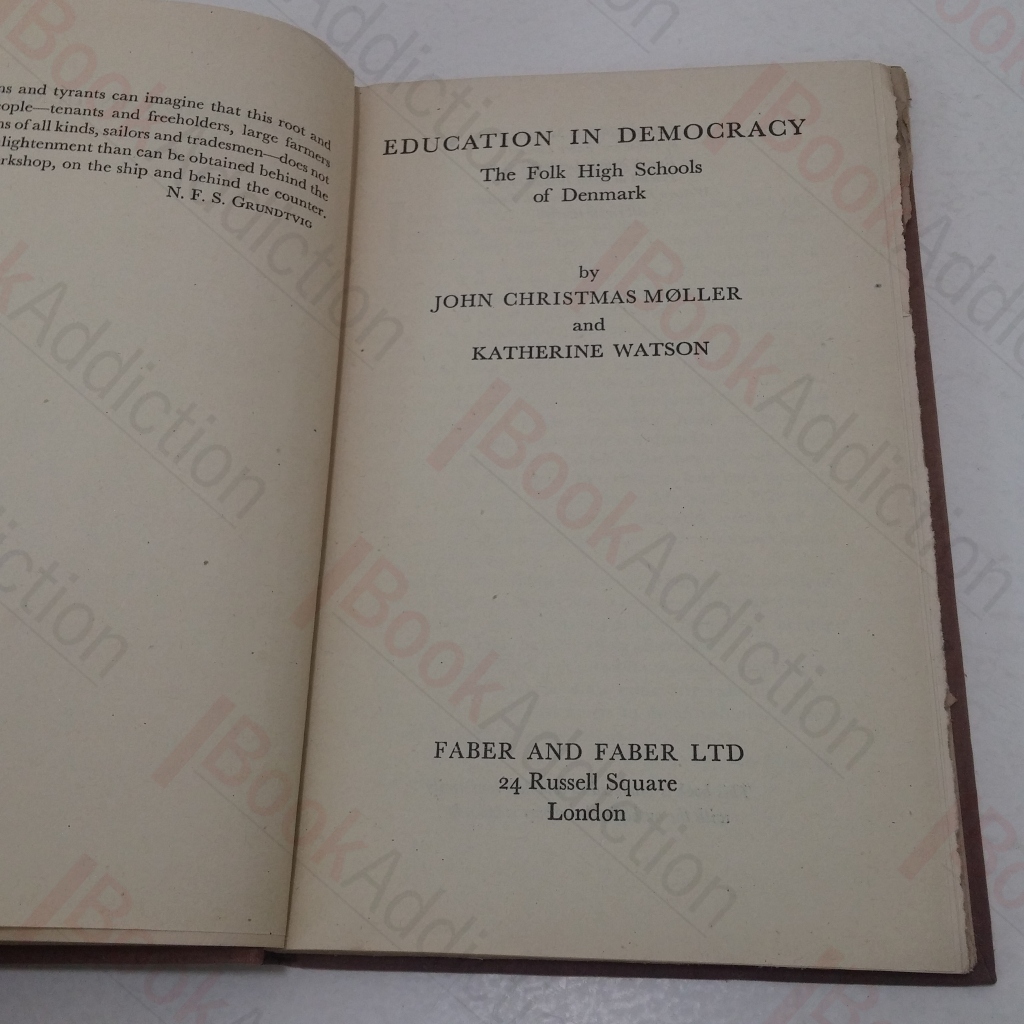 ns and tyrants can imagine that this root and
eople—tenants and freeholders, large farmers
ns of all kinds, sailors and tradesmen—does not
lightenment than can be obtained behind the
rkshop, on the ship and behind the counter.
N. F. S. GRUNDTVIG
EDUCATION IN DEMOCRACY
The Folk High Schools
of Denmark
by
JOHN CHRISTMAS MØLLER
and
KATHERINE WATSON
FABER AND FABER LTD
24 Russell Square
London
BookAddiction